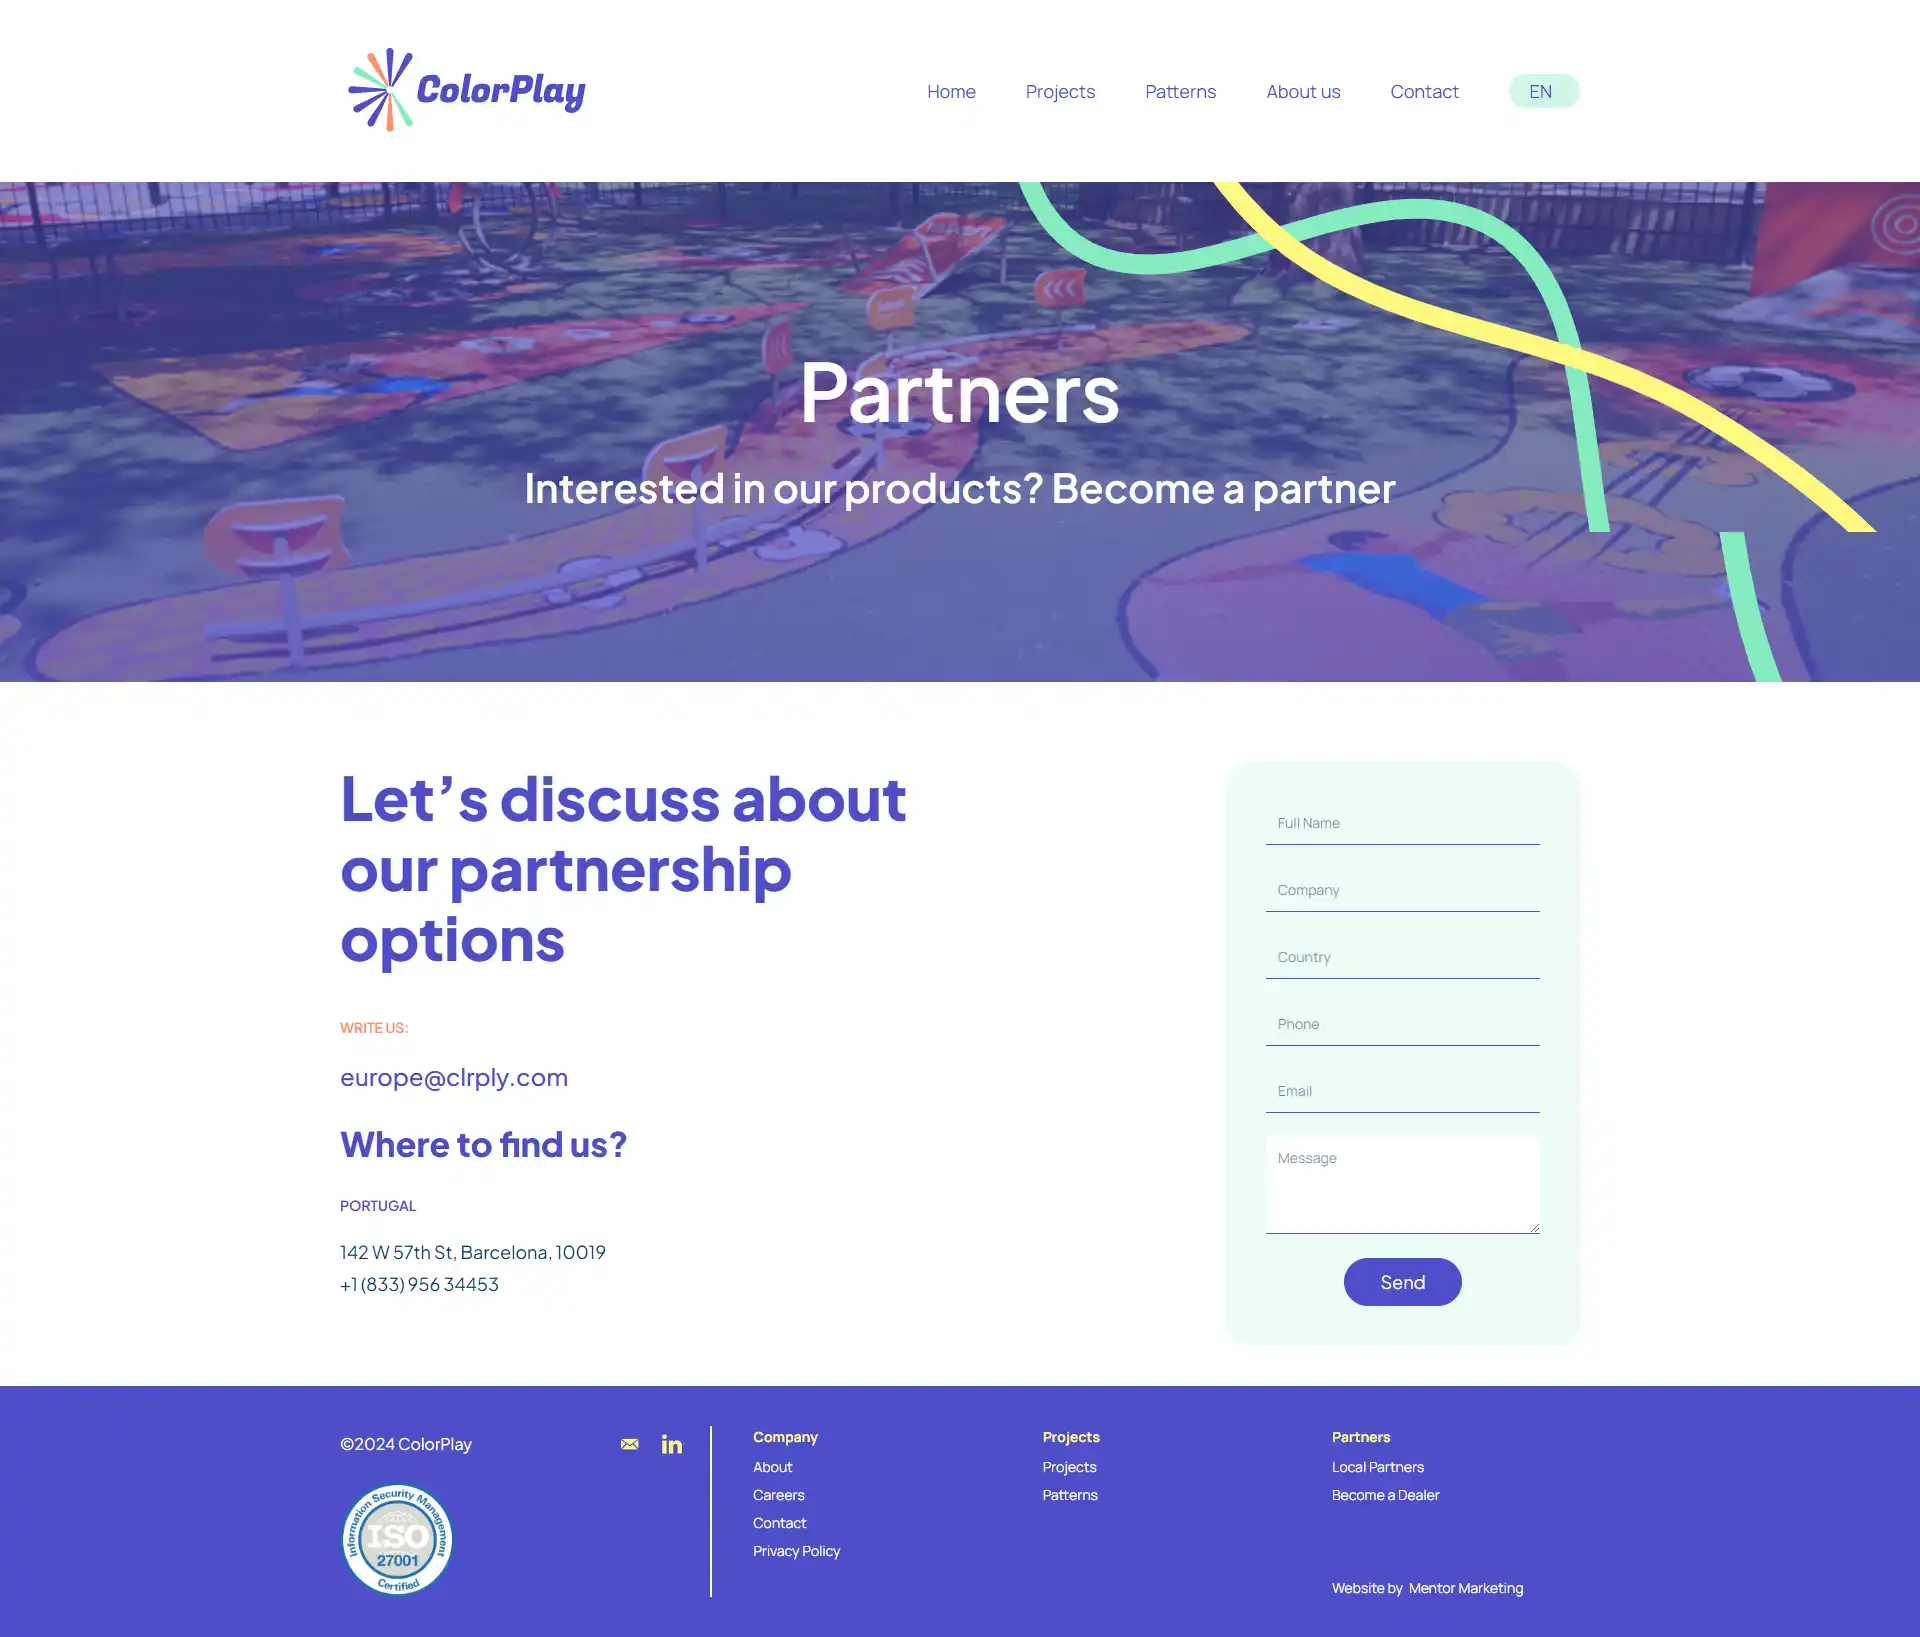 ColorPlay
Home
Projects
Patterns
About us
Contact
EN
Partners
Interested in our products? Become a partner
Let’s discuss about
our partnership
options
WRITE US:
europe@clrply.com
Where to find us?
PORTUGAL
142 W 57th St, Barcelona, 10019
+1 (833) 956 34453
Full Name
Company
Country
Phone
Email
Message
Send
©2024 ColorPlay
Information Security Management
ISO
27001
Certified
Company
About
Careers
Contact
Privacy Policy
Projects
Projects
Patterns
Partners
Local Partners
Become a Dealer
Website by Mentor Marketing